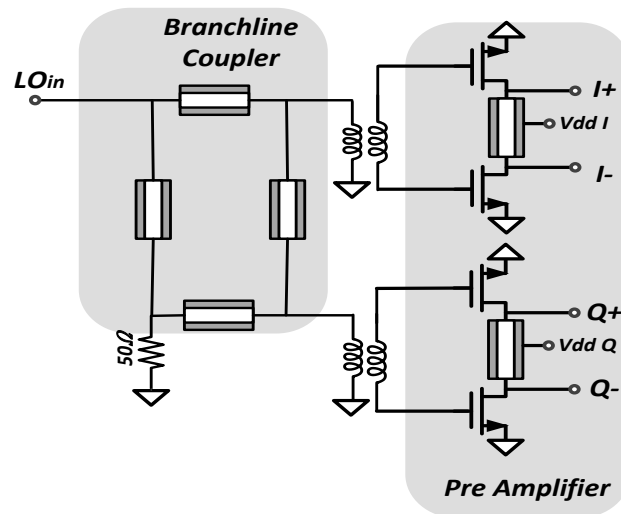 Branchline
Coupler
LOin
I+
Vdd I
I-
Q+
Vdd Q
Q-
50Ω
Pre Amplifier